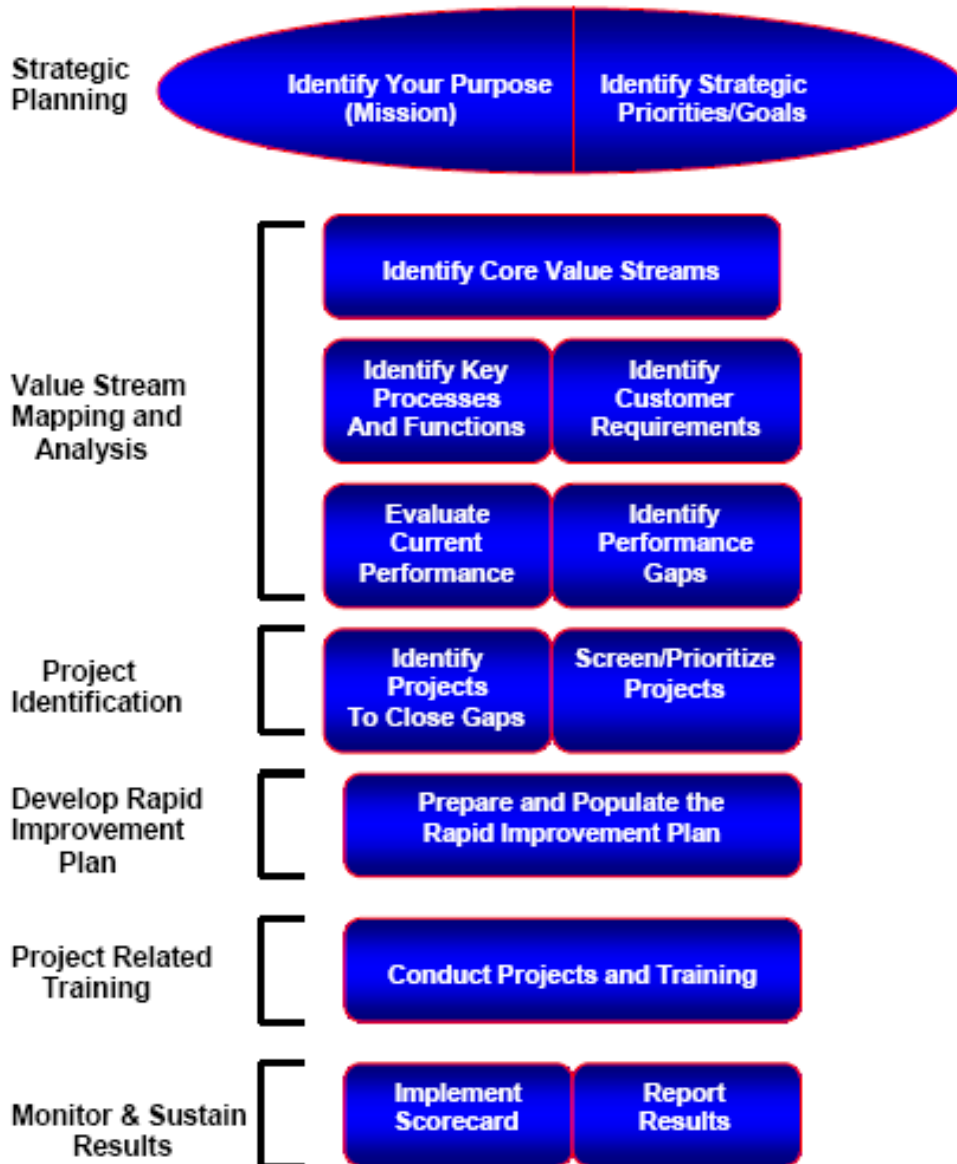 Strategic
Planning
Identify Your Purpose
(Mission)
Identify Strategic
Priorities/Goals
Value Stream
Mapping and
Analysis
Identify Core Value Streams
Identify Key
Processes
And Functions
Identify
Customer
Requirements
Evaluate
Current
Performance
Identify
Performance
Gaps
Project
Identification
Identify
Projects
To Close Gaps
Screen/Prioritize
Projects
Develop Rapid
Improvement
Plan
Prepare and Populate the
Rapid Improvement Plan
Project Related
Training
Conduct Projects and Training
Monitor & Sustain
Results
Implement
Scorecard
Report
Results